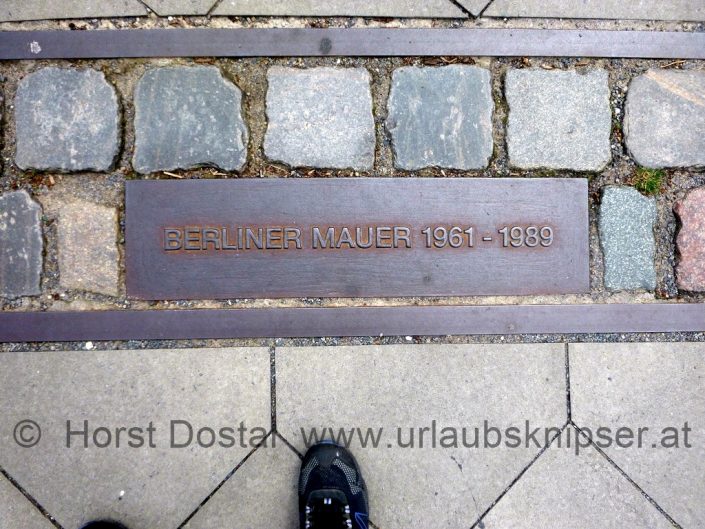 BERLINER MAUER 1961 - 1989
© Horst Dostal www.urlaubsknipser.at